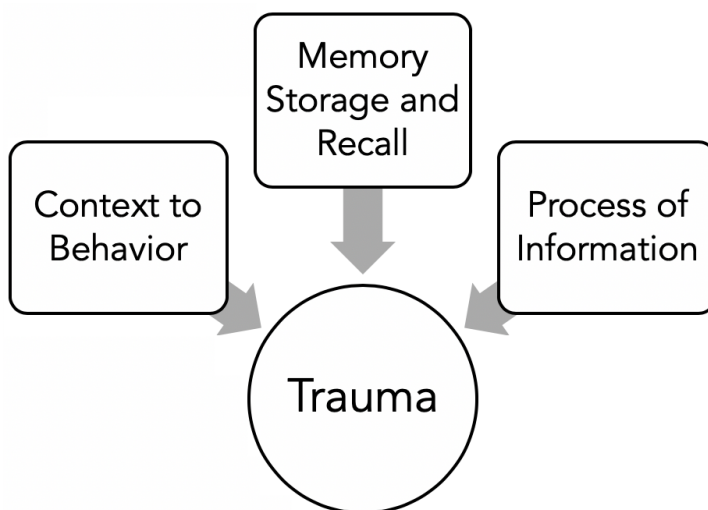 Memory
Storage and
Recall
Context to
Behavior
Process of
Information
Trauma